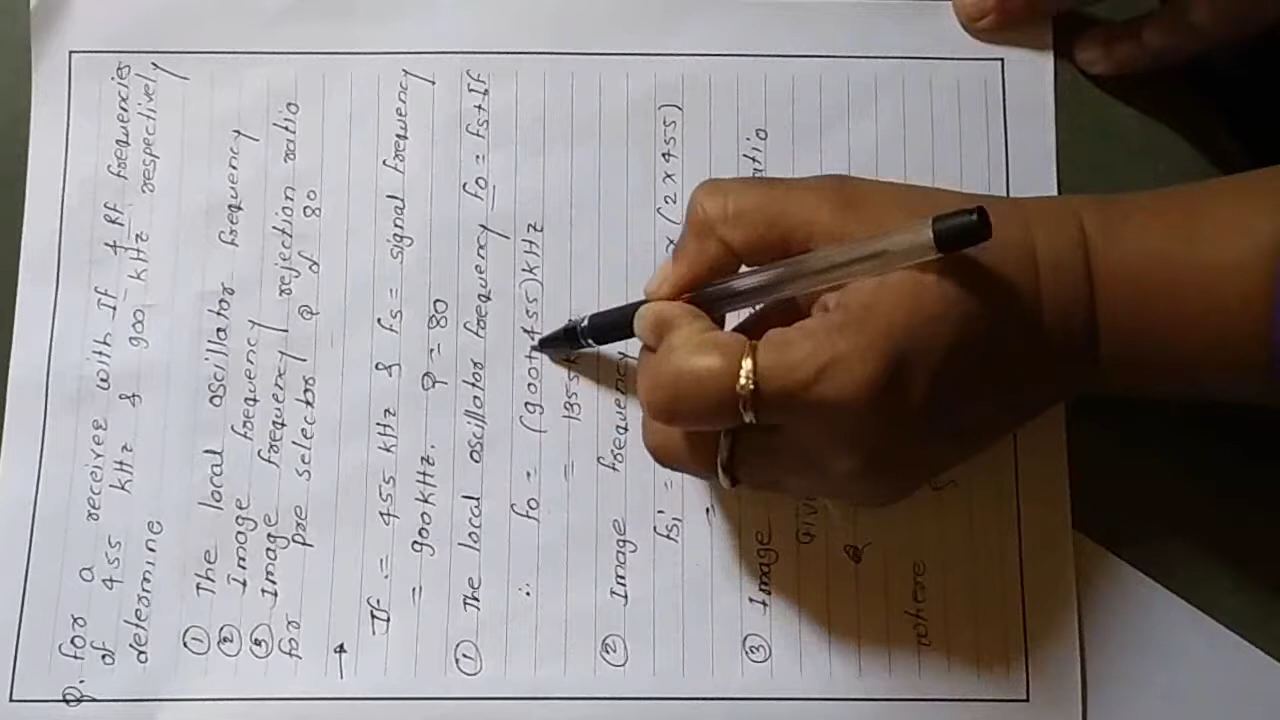 Q. For a receiver with IF & RF frequencies
of 455 kHz & 900 kHz respectively
determine
① The local oscillator frequency
② Image frequency
③ Image frequency rejection ratio
for pre selector Q of 80
→ IF = 455 kHz & fs = signal frequency
= 900kHz. Q = 80
① The local oscillator frequency fo = fs + IF
∴ fo = (900+455)kHz
= 1355
② Image frequency
fsi' = (2 x 455)
=
③ Image
where